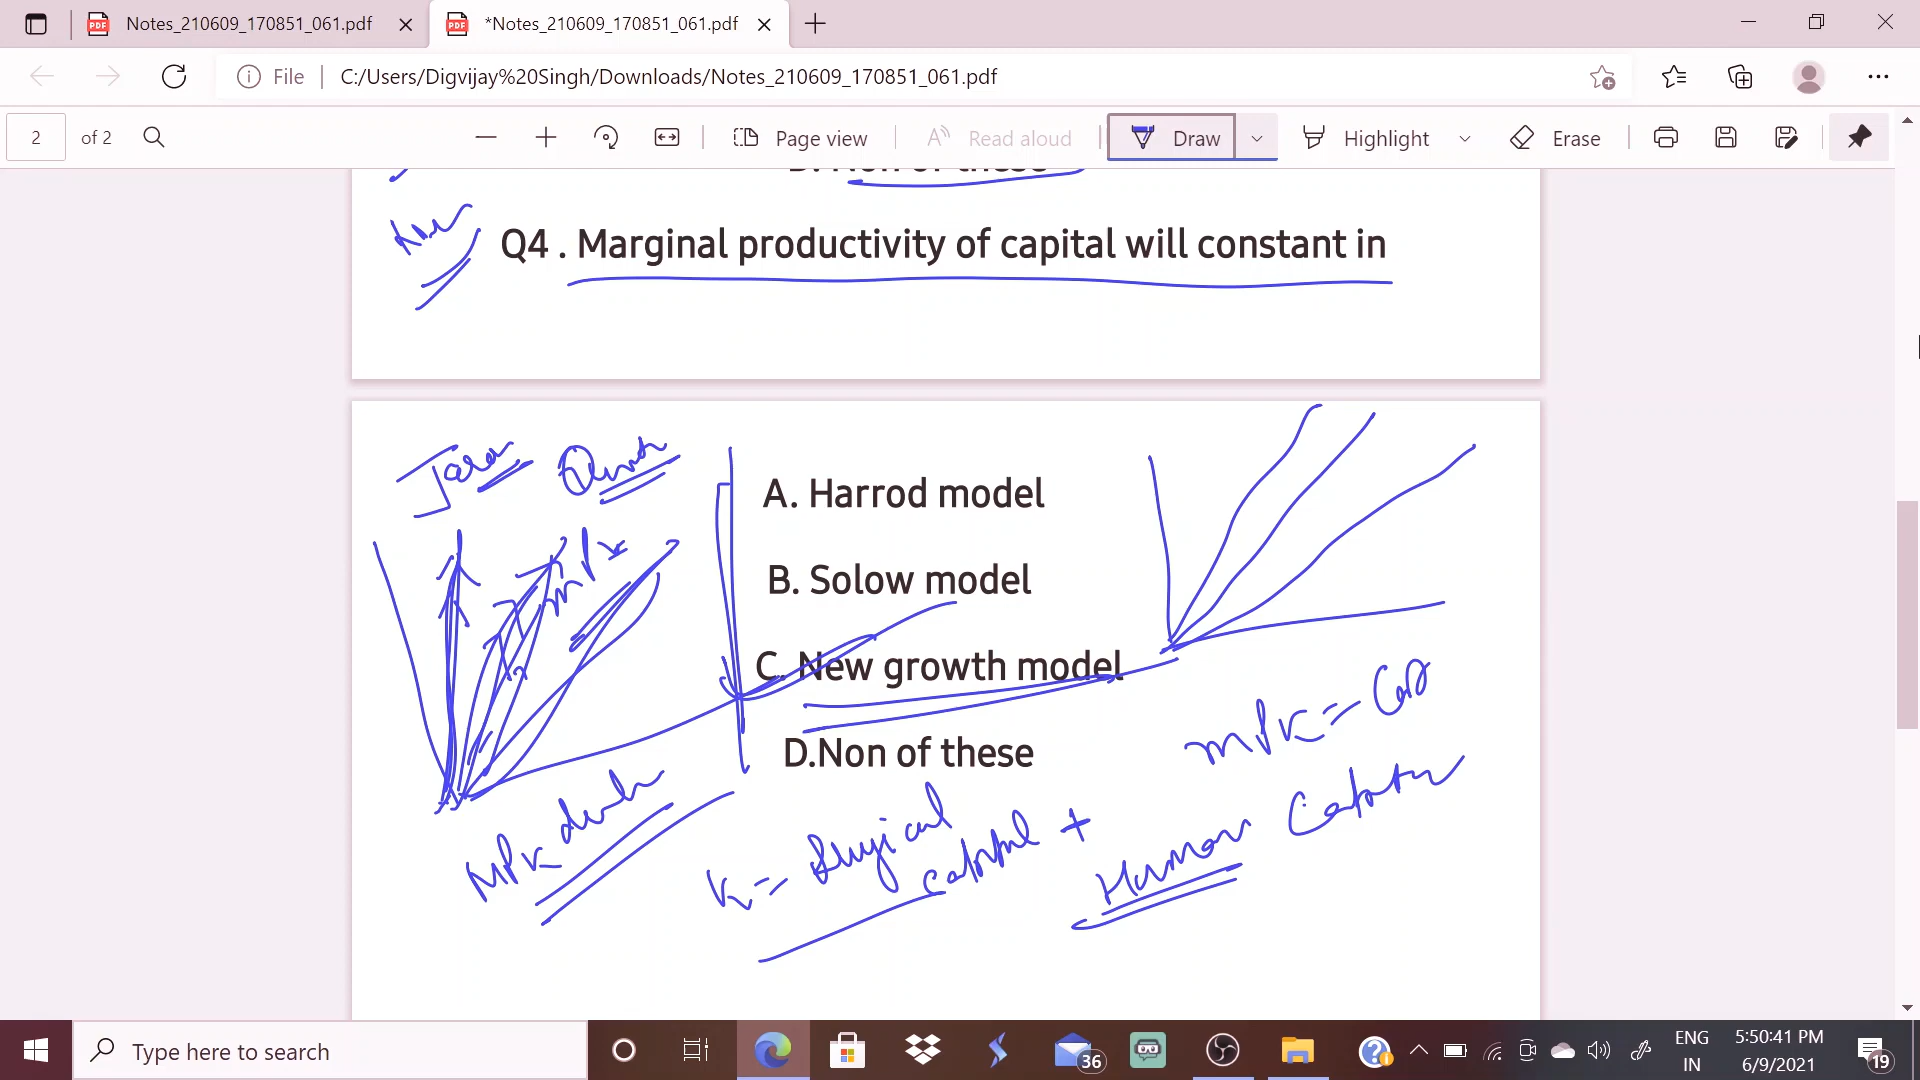 Notes_210609_170851_061.pdf
*Notes_210609_170851_061.pdf
File
C:/Users/Digvijay%20Singh/Downloads/Notes_210609_170851_061.pdf
2 of 2
Page view
Read aloud
Draw
Highlight
Erase
Q4 . Marginal productivity of capital will constant in
A. Harrod model
B. Solow model
C. New growth model
D.Non of these
MPK
MPK
K = capital +
Human
MPK =
Type here to search
36
ENG
IN
5:50:41 PM
6/9/2021
19